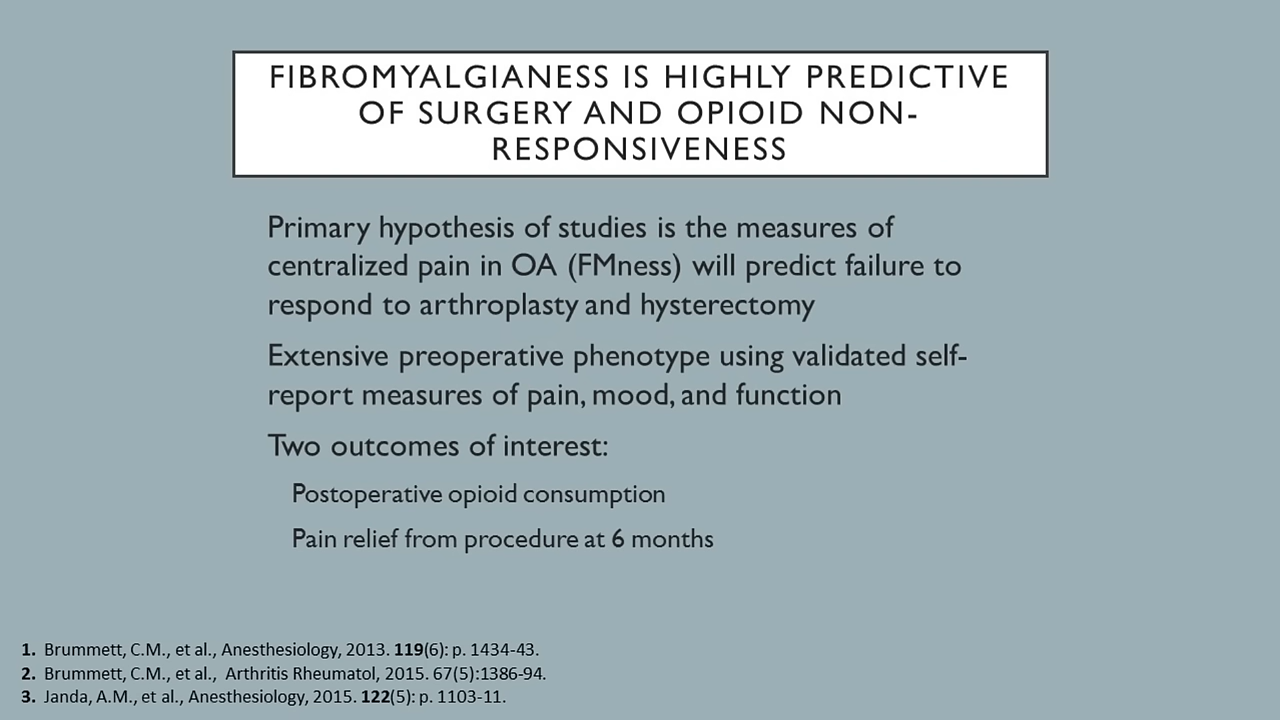 FIBROMYALGIANESS IS HIGHLY PREDICTIVE
OF SURGERY AND OPIOID NON-
RESPONSIVENESS
Primary hypothesis of studies is the measures of
centralized pain in OA (FMness) will predict failure to
respond to arthroplasty and hysterectomy
Extensive preoperative phenotype using validated self-
report measures of pain, mood, and function
Two outcomes of interest:
Postoperative opioid consumption
Pain relief from procedure at 6 months
1. Brummett, C.M., et al., Anesthesiology, 2013. 119(6): p. 1434-43.
2. Brummett, C.M., et al., Arthritis Rheumatol, 2015. 67(5):1386-94.
3. Janda, A.M., et al., Anesthesiology, 2015. 122(5): p. 1103-11.